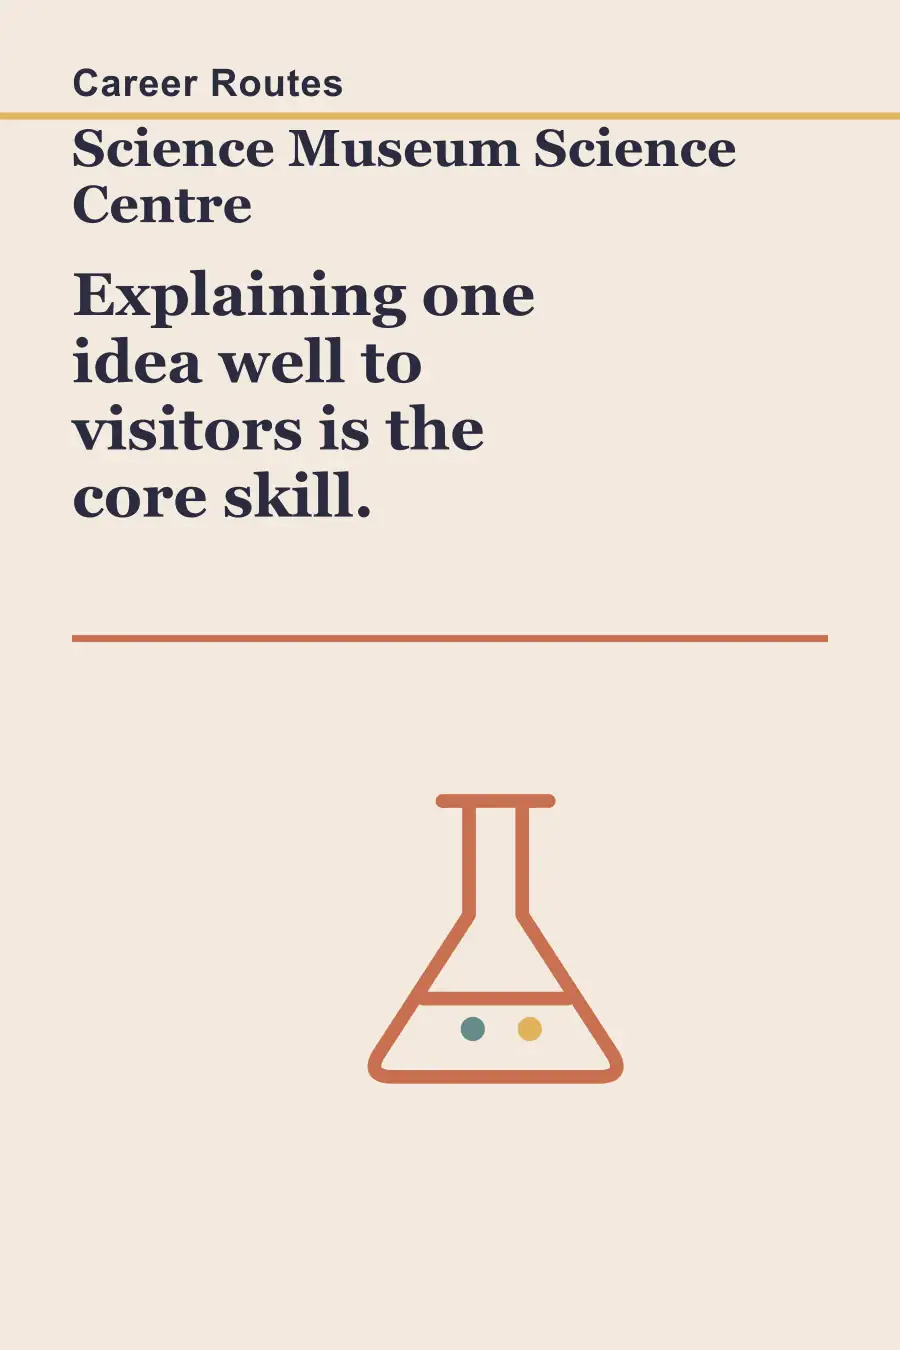 Career Routes
Science Museum Science
Centre
Explaining one
idea well to
visitors is the
core skill.